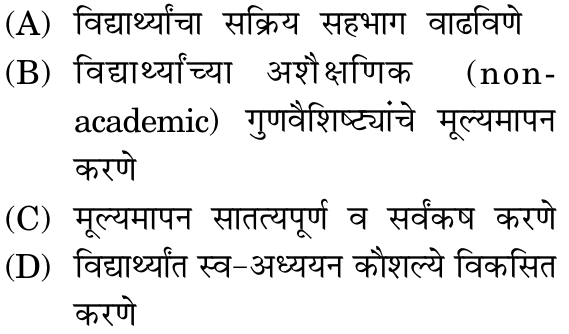 (A) विद्यार्थ्यांचा सक्रिय सहभाग वाढविणे
(B) विद्यार्थ्यांच्या अशैक्षणिक (non-
academic) गुणवैशिष्ट्यांचे मूल्यमापन
करणे
(C) मूल्यमापन सातत्यपूर्ण व सर्वंकष करणे
(D) विद्यार्थ्यांत स्व-अध्ययन कौशल्ये विकसित
करणे